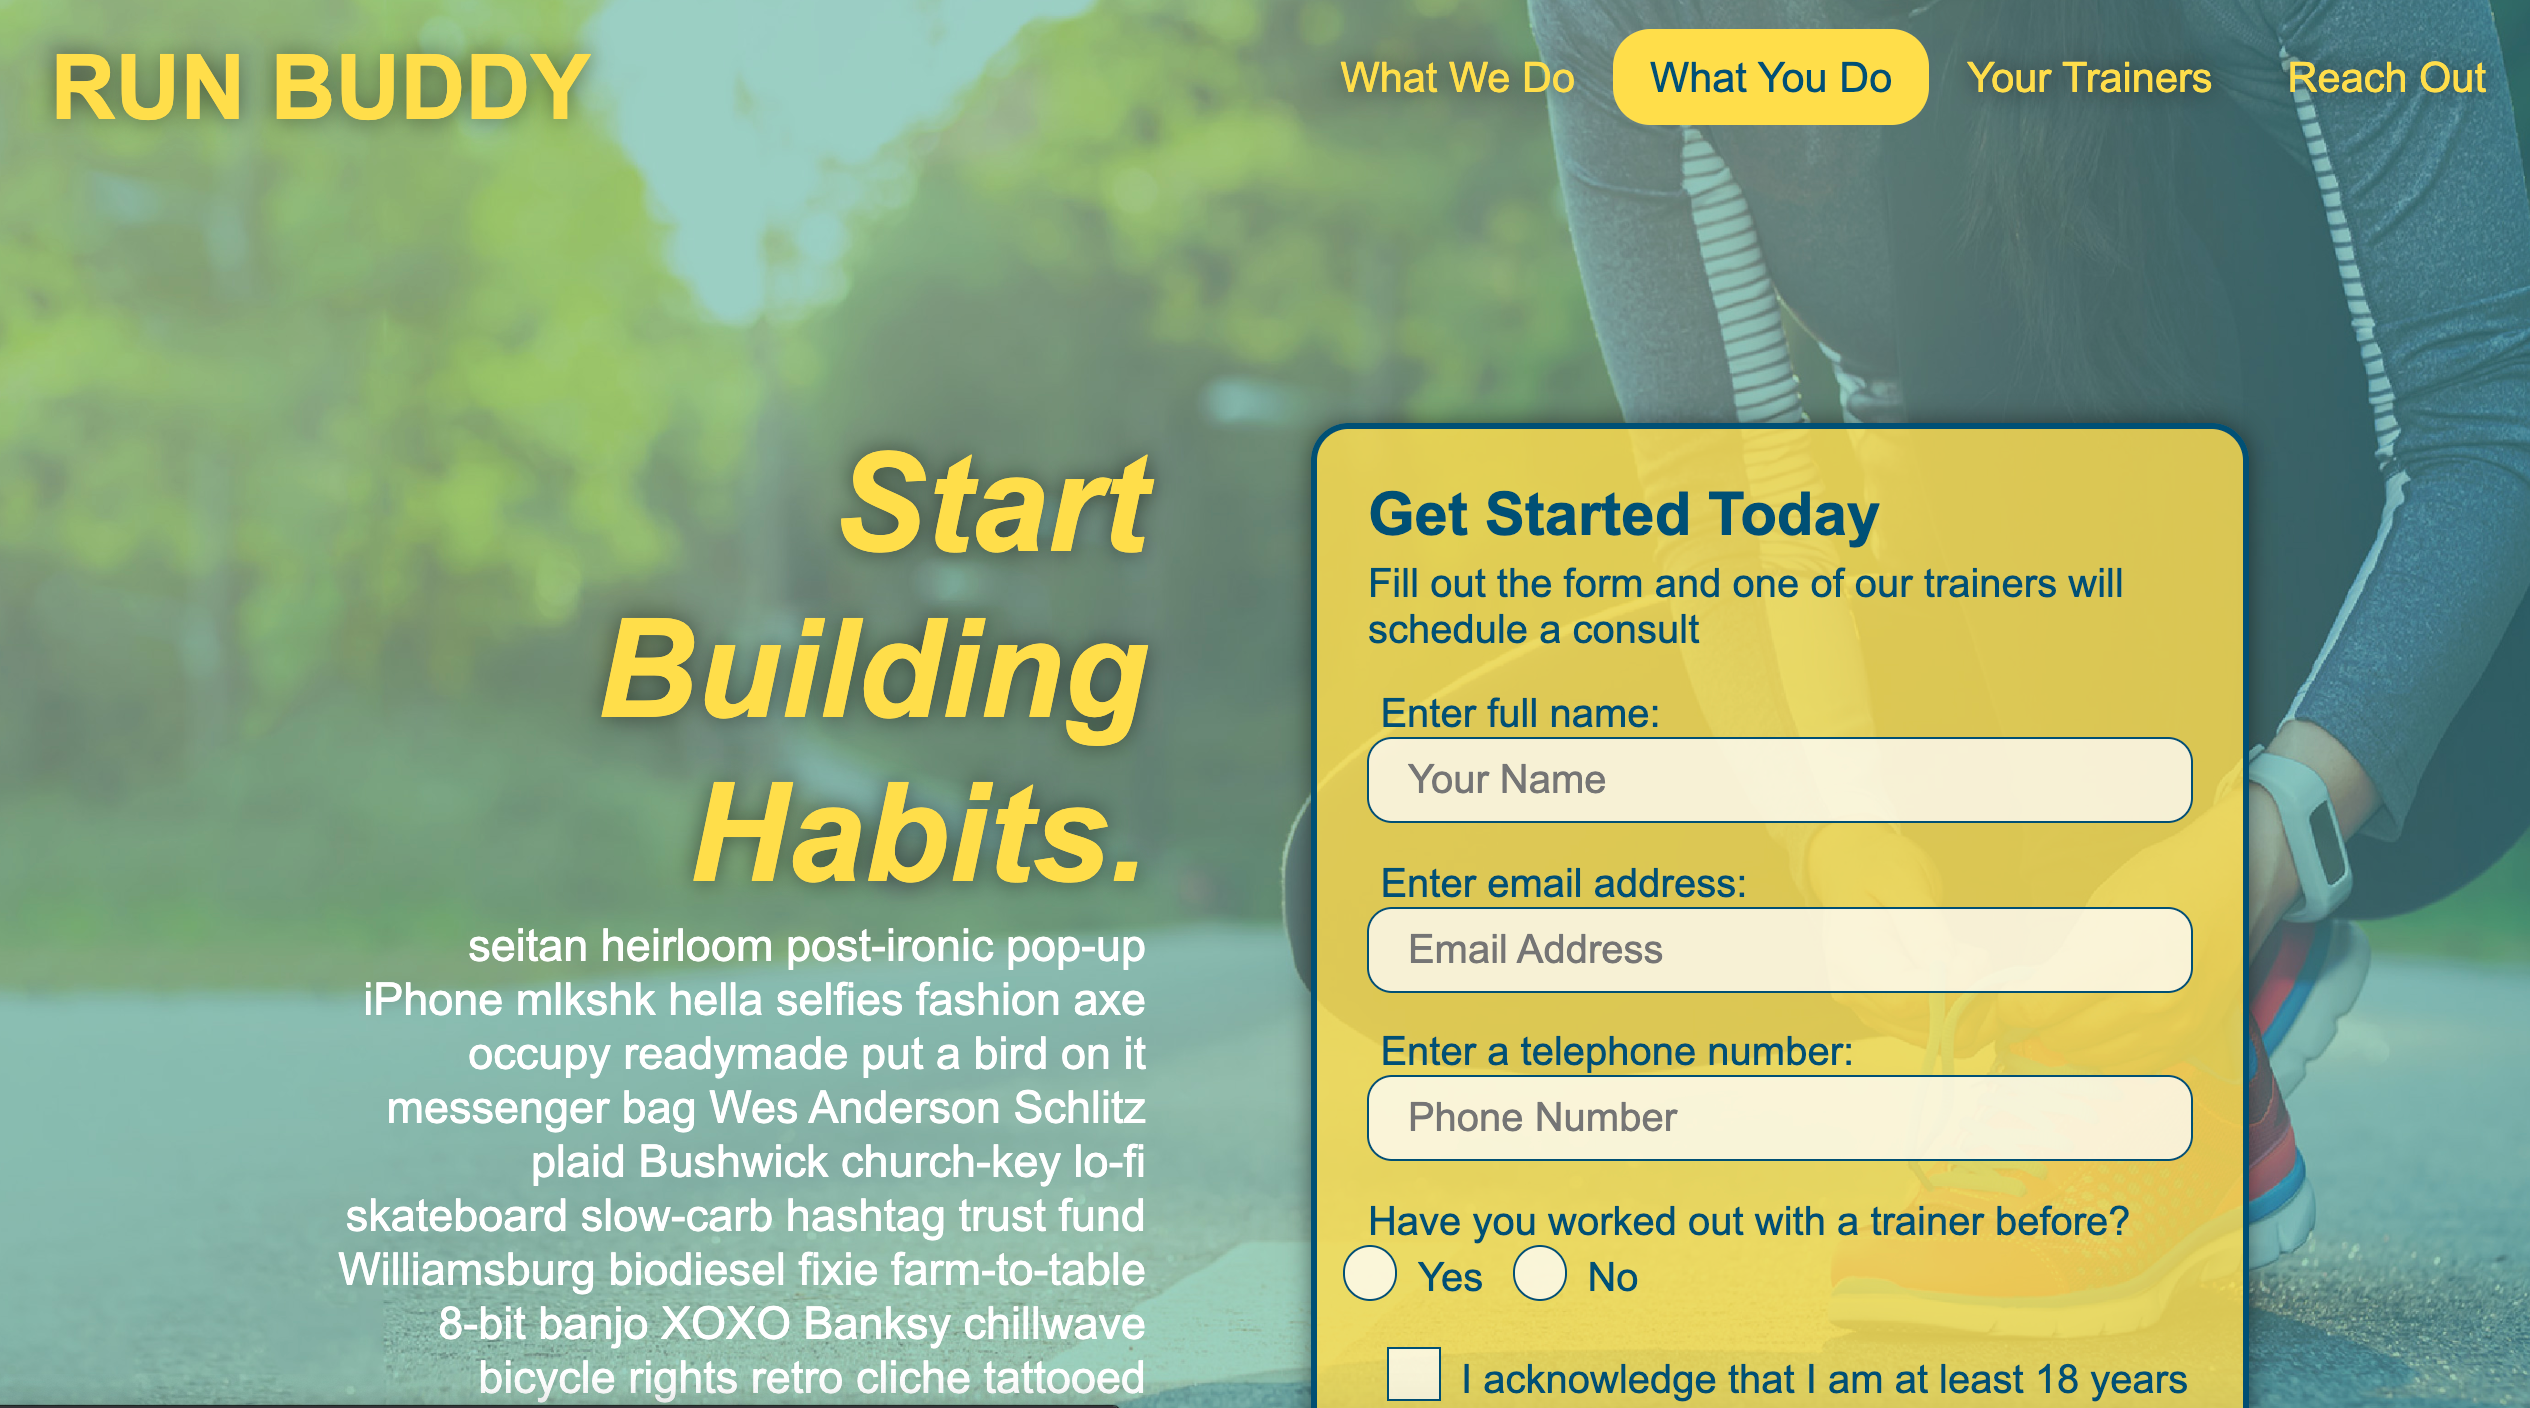 RUN BUDDY
What We Do
What You Do
Your Trainers
Reach Out
Start
Building
Habits.
seitan heirloom post-ironic pop-up
iPhone mlkshk hella selfies fashion axe
occupy readymade put a bird on it
messenger bag Wes Anderson Schlitz
plaid Bushwick church-key lo-fi
skateboard slow-carb hashtag trust fund
Williamsburg biodiesel fixie farm-to-table
8-bit banjo XOXO Banksy chillwave
bicycle rights retro cliche tattooed
Get Started Today
Fill out the form and one of our trainers will
schedule a consult
Enter full name:
Your Name
Enter email address:
Email Address
Enter a telephone number:
Phone Number
Have you worked out with a trainer before?
Yes
No
I acknowledge that I am at least 18 years